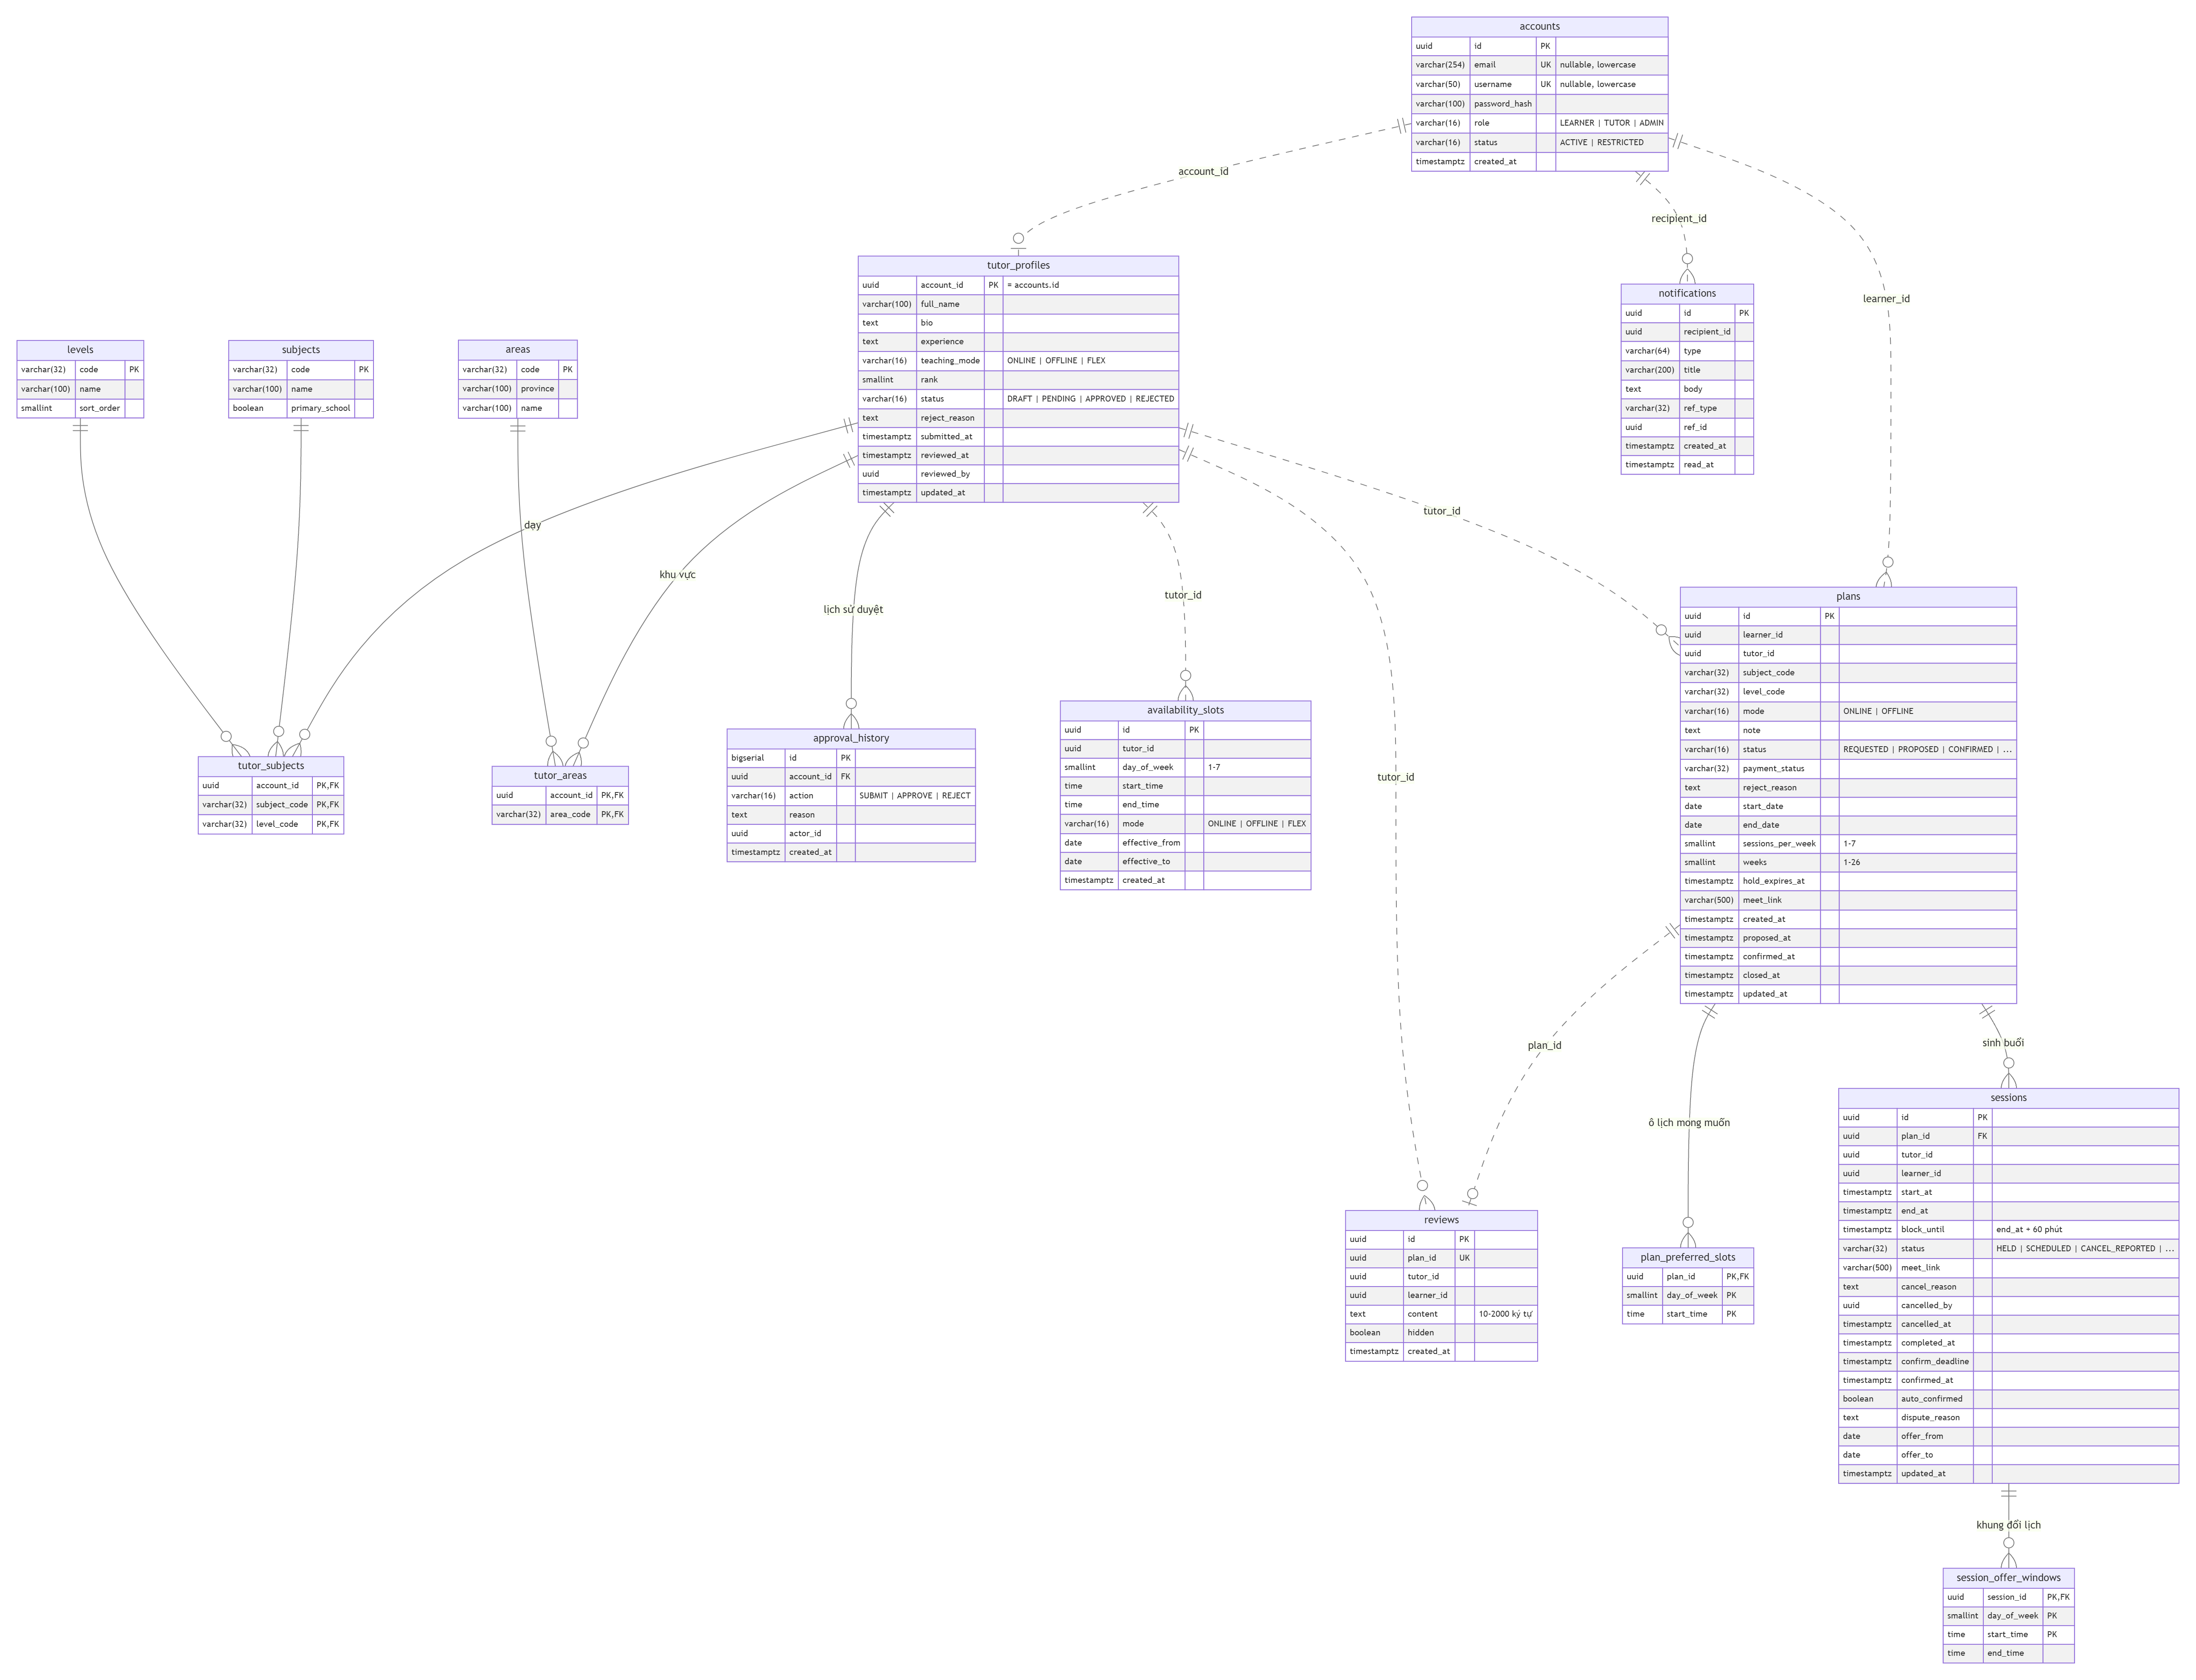 accounts
uuid id PK
varchar(254) email UK nullable, lowercase
varchar(50) username UK nullable, lowercase
varchar(100) password_hash
varchar(16) role LEARNER | TUTOR | ADMIN
varchar(16) status ACTIVE | RESTRICTED
timestamptz created_at
account_id
recipient_id
learner_id
tutor_profiles
uuid account_id PK = accounts.id
varchar(100) full_name
text bio
text experience
varchar(16) teaching_mode ONLINE | OFFLINE | FLEX
smallint rank
varchar(16) status DRAFT | PENDING | APPROVED | REJECTED
text reject_reason
timestamptz submitted_at
timestamptz reviewed_at
uuid reviewed_by
timestamptz updated_at
notifications
uuid id PK
uuid recipient_id
varchar(64) type
varchar(200) title
text body
varchar(32) ref_type
uuid ref_id
timestamptz created_at
timestamptz read_at
levels
varchar(32) code PK
varchar(100) name
smallint sort_order
subjects
varchar(32) code PK
varchar(100) name
boolean primary_school
areas
varchar(32) code PK
varchar(100) province
varchar(100) name
dạy
khu vực
lịch sử duyệt
tutor_id
tutor_id
tutor_id
plans
uuid id PK
uuid learner_id
uuid tutor_id
varchar(32) subject_code
varchar(32) level_code
varchar(16) mode ONLINE | OFFLINE
text note
varchar(16) status REQUESTED | PROPOSED | CONFIRMED | ...
varchar(32) payment_status
text reject_reason
date start_date
date end_date
smallint sessions_per_week 1-7
smallint weeks 1-26
timestamptz hold_expires_at
varchar(500) meet_link
timestamptz created_at
timestamptz proposed_at
timestamptz confirmed_at
timestamptz closed_at
timestamptz updated_at
tutor_subjects
uuid account_id PK,FK
varchar(32) subject_code PK,FK
varchar(32) level_code PK,FK
tutor_areas
uuid account_id PK,FK
varchar(32) area_code PK,FK
approval_history
bigserial id PK
uuid account_id FK
varchar(16) action SUBMIT | APPROVE | REJECT
text reason
uuid actor_id
timestamptz created_at
availability_slots
uuid id PK
uuid tutor_id
smallint day_of_week 1-7
time start_time
time end_time
varchar(16) mode ONLINE | OFFLINE | FLEX
date effective_from
date effective_to
timestamptz created_at
plan_id
ô lịch mong muốn
sinh buổi
reviews
uuid id PK
uuid plan_id UK
uuid tutor_id
uuid learner_id
text content 10-2000 ký tự
boolean hidden
timestamptz created_at
plan_preferred_slots
uuid plan_id PK,FK
smallint day_of_week PK
time start_time PK
sessions
uuid id PK
uuid plan_id FK
uuid tutor_id
uuid learner_id
timestamptz start_at
timestamptz end_at
timestamptz block_until end_at + 60 phút
varchar(32) status HELD | SCHEDULED | CANCEL_REPORTED | ...
varchar(500) meet_link
text cancel_reason
uuid cancelled_by
timestamptz cancelled_at
timestamptz completed_at
timestamptz confirm_deadline
timestamptz confirmed_at
boolean auto_confirmed
text dispute_reason
date offer_from
date offer_to
timestamptz updated_at
khung đổi lịch
session_offer_windows
uuid session_id PK,FK
smallint day_of_week PK
time start_time PK
time end_time